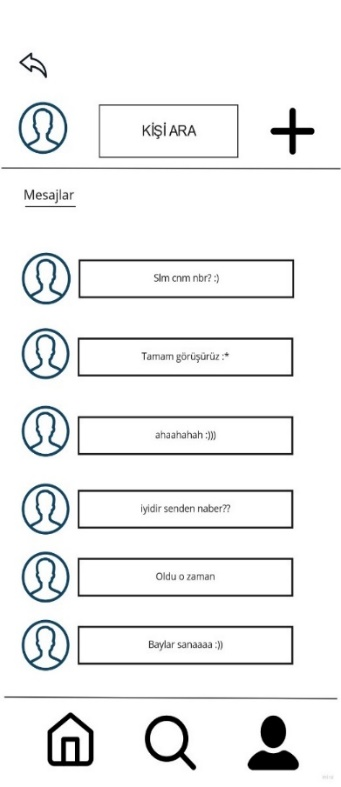 KİŞİ ARA
Mesajlar
Slm cnm nbr? :)
Tamam görüşürüz :*
ahaahahah :)))
iyidir senden naber??
Oldu o zaman
Baylar sanaaaa :))